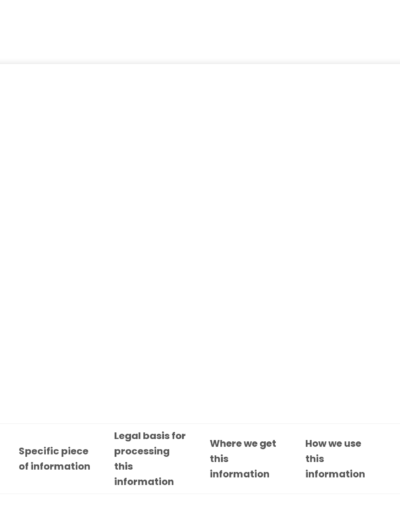 Specific piece
of information
Legal basis for
processing
this
information
Where we get
this
information
How we use
this
information